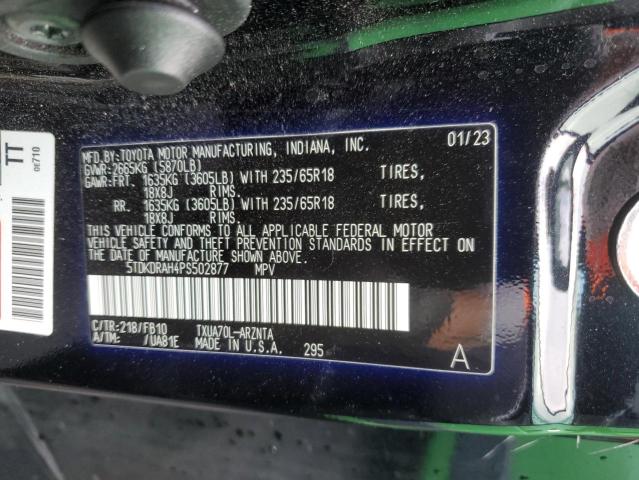 TT
0E710
MFD.BY:TOYOTA MOTOR MANUFACTURING, INDIANA, INC. 01/23
GVWR:2665KG (5870LB)
GAWR:FRT. 1635KG (3605LB) WITH 235/65R18 TIRES,
18X8J RIMS.
RR. 1635KG (3605LB) WITH 235/65R18 TIRES,
18X8J RIMS.
THIS VEHICLE CONFORMS TO ALL APPLICABLE FEDERAL MOTOR
VEHICLE SAFETY AND THEFT PREVENTION STANDARDS IN EFFECT ON
THE DATE OF MANUFACTURE SHOWN ABOVE.
5TDKDRAH4PS502877 MPV
C/TR:218/FB10 TXUA70L-ARZNTA
A/TM: /UA81E MADE IN U.S.A. 295 A